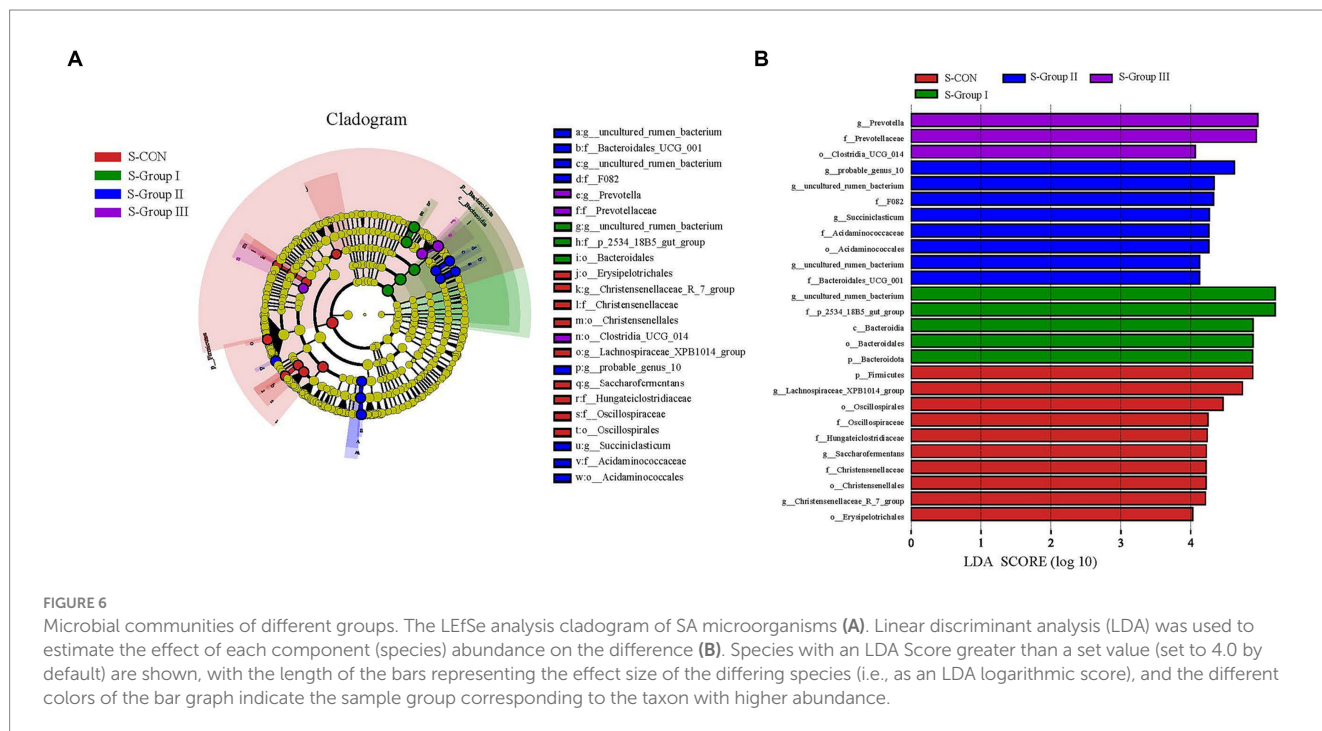 A
Cladogram
S-CON
S-Group I
S-Group II
S-Group III
p__Bacteroidota
c__Bacteroidia
p__Firmicutes
a:g__uncultured_rumen_bacterium
b:f__Bacteroidales_UCG_001
c:g__uncultured_rumen_bacterium
d:f__F082
e:g__Prevotella
f:f__Prevotellaceae
g:g__uncultured_rumen_bacterium
h:f__p_2534_18B5_gut_group
i:o__Bacteroidales
j:o__Erysipelotrichales
k:g__Christensenellaceae_R_7_group
l:f__Christensenellaceae
m:o__Christensenellales
n:o__Clostridia_UCG_014
o:g__Lachnospiraceae_XPB1014_group
p:g__probable_genus_10
q:g__Saccharofermentans
r:f__Hungateiclostridiaceae
s:f__Oscillospiraceae
t:o__Oscillospirales
u:g__Succiniclasticum
v:f__Acidaminococcaceae
w:o__Acidaminococcales
B
S-CON S-Group II S-Group III
S-Group I
g__Prevotella
f__Prevotellaceae
o__Clostridia_UCG_014
g__probable_genus_10
g__uncultured_rumen_bacterium
f__F082
g__Succiniclasticum
f__Acidaminococcaceae
o__Acidaminococcales
g__uncultured_rumen_bacterium
f__Bacteroidales_UCG_001
g__uncultured_rumen_bacterium
f__p_2534_18B5_gut_group
c__Bacteroidia
o__Bacteroidales
p__Bacteroidota
p__Firmicutes
g__Lachnospiraceae_XPB1014_group
o__Oscillospirales
f__Oscillospiraceae
f__Hungateiclostridiaceae
g__Saccharofermentans
f__Christensenellaceae
o__Christensenellales
g__Christensenellaceae_R_7_group
o__Erysipelotrichales
0 1 2 3 4
LDA SCORE (log 10)
FIGURE 6
Microbial communities of different groups. The LEfSe analysis cladogram of SA microorganisms (A). Linear discriminant analysis (LDA) was used to
estimate the effect of each component (species) abundance on the difference (B). Species with an LDA Score greater than a set value (set to 4.0 by
default) are shown, with the length of the bars representing the effect size of the differing species (i.e., as an LDA logarithmic score), and the different
colors of the bar graph indicate the sample group corresponding to the taxon with higher abundance.